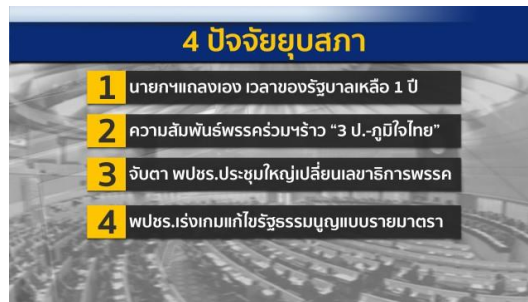 4 ปัจจัยยุบสภา
1 นายกฯแถลงเอง เวลาของรัฐบาลเหลือ 1 ปี
2 ความสัมพันธ์พรรคร่วมฯร้าว “3 ป.-ภูมิใจไทย”
3 จับตา พปชร.ประชุมใหญ่เปลี่ยนเลขาธิการพรรค
4 พปชร.เร่งเกมแก้ไขรัฐธรรมนูญแบบรายมาตรา